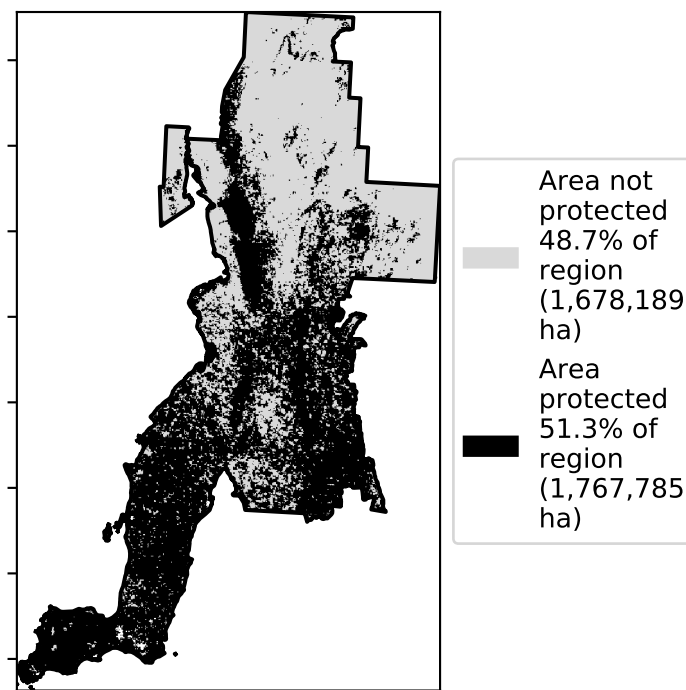 Area not
protected
48.7% of
region
(1,678,189
ha)
Area
protected
51.3% of
region
(1,767,785
ha)